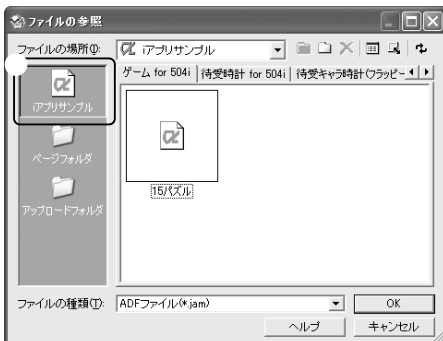 ファイルの参照
ファイルの場所(I):
iアプリサンプル
iアプリサンプル
ページフォルダ
アップロードフォルダ
ゲーム for 504i
待受時計 for 504i
待受キャラ時計(フラッピー
15パズル
ファイルの種類(T):
ADFファイル(*.jam)
OK
ヘルプ
キャンセル